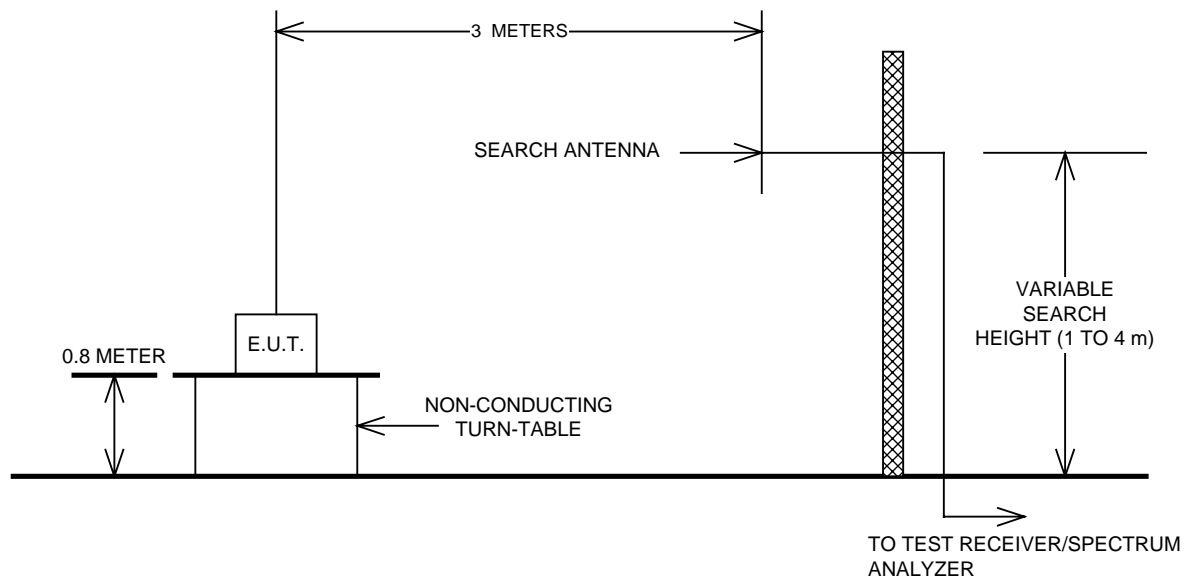 3 METERS
SEARCH ANTENNA
VARIABLE
SEARCH
HEIGHT (1 TO 4 m)
E.U.T.
0.8 METER
NON-CONDUCTING
TURN-TABLE
TO TEST RECEIVER/SPECTRUM
ANALYZER